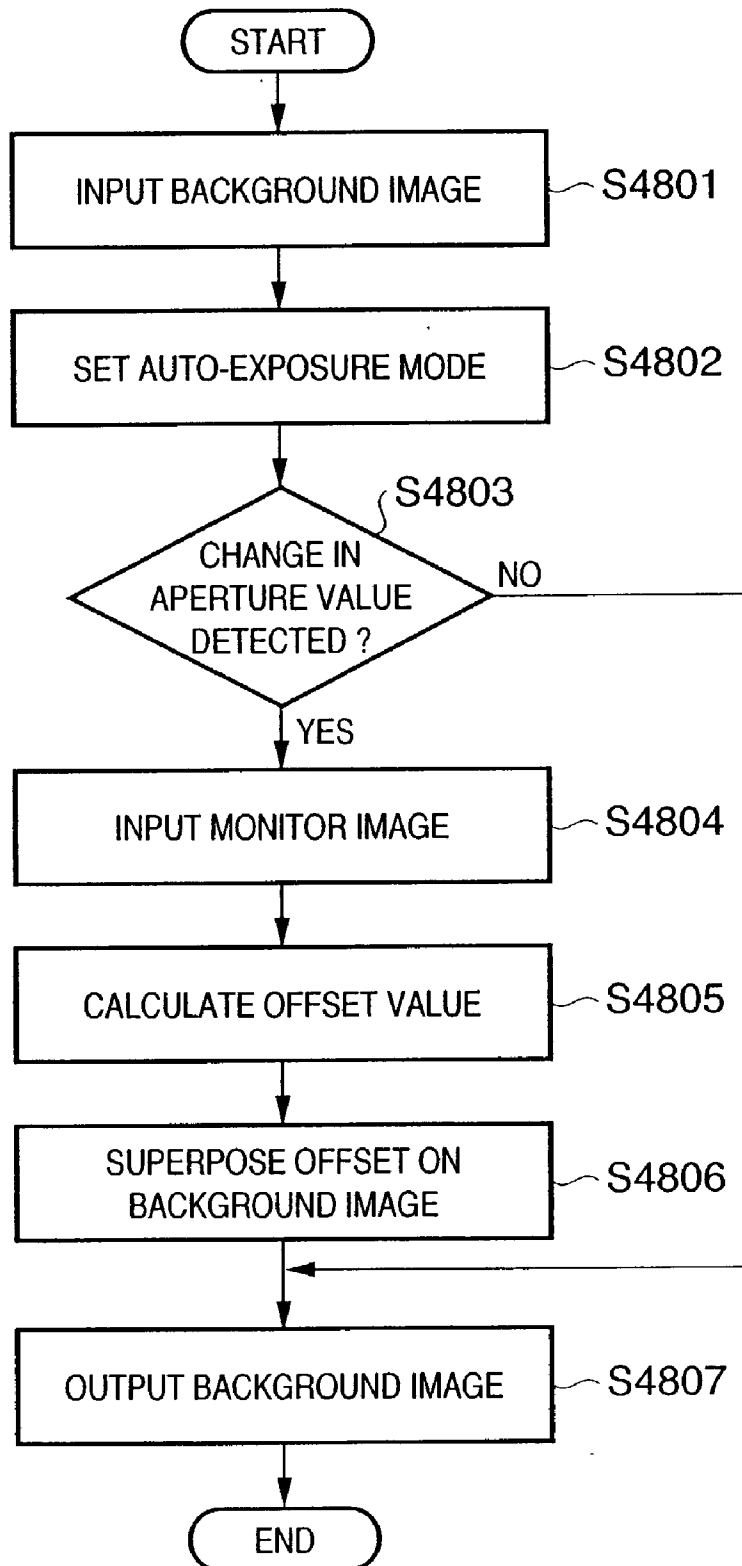 START
INPUT BACKGROUND IMAGE
S4801
SET AUTO-EXPOSURE MODE
S4802
S4803
CHANGE IN
APERTURE VALUE
DETECTED ?
NO
YES
INPUT MONITOR IMAGE
S4804
CALCULATE OFFSET VALUE
S4805
SUPERPOSE OFFSET ON
BACKGROUND IMAGE
S4806
OUTPUT BACKGROUND IMAGE
S4807
END